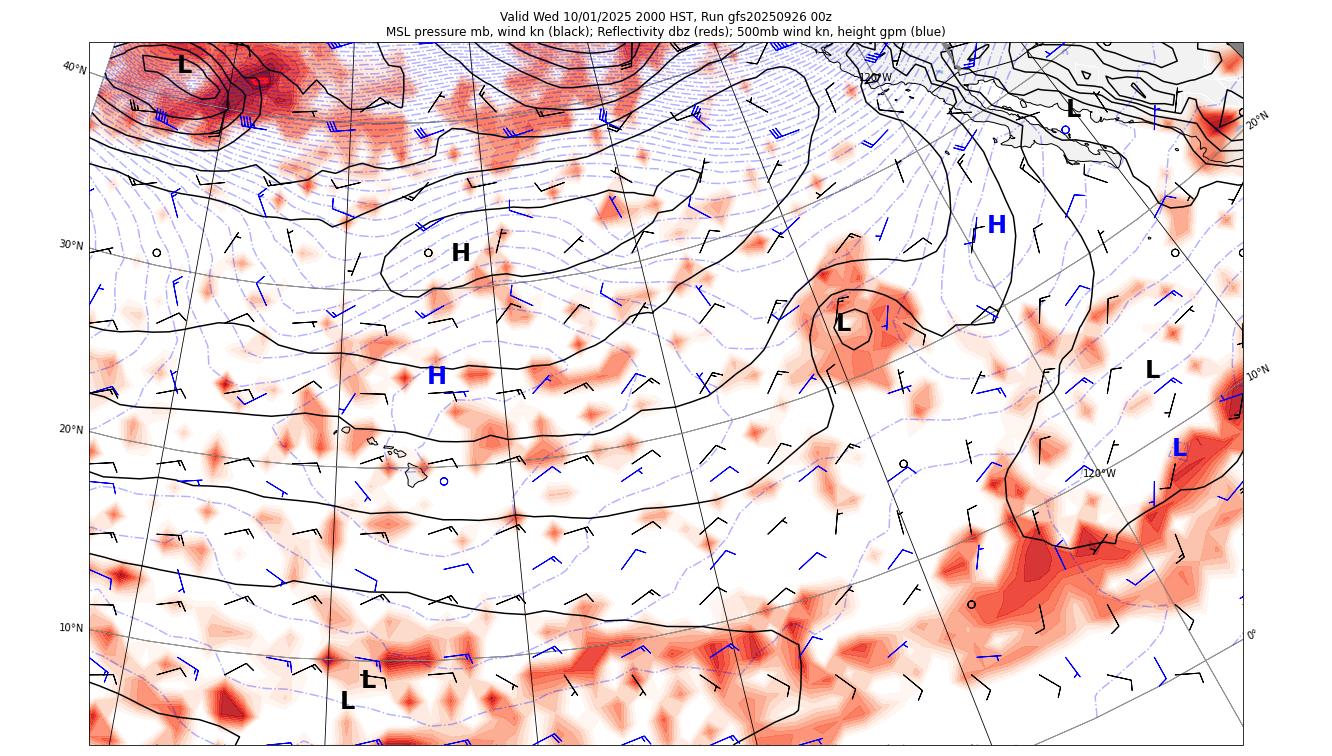 Valid Wed 10/01/2025 2000 HST, Run gfs20250926 00z
MSL pressure mb, wind kn (black); Reflectivity dbz (reds); 500mb wind kn, height gpm (blue)
40°N
L
120°W
L
20°N
30°N
H
H
L
L
10°N
H
20°N
L
120°W
10°N
0°
L
L